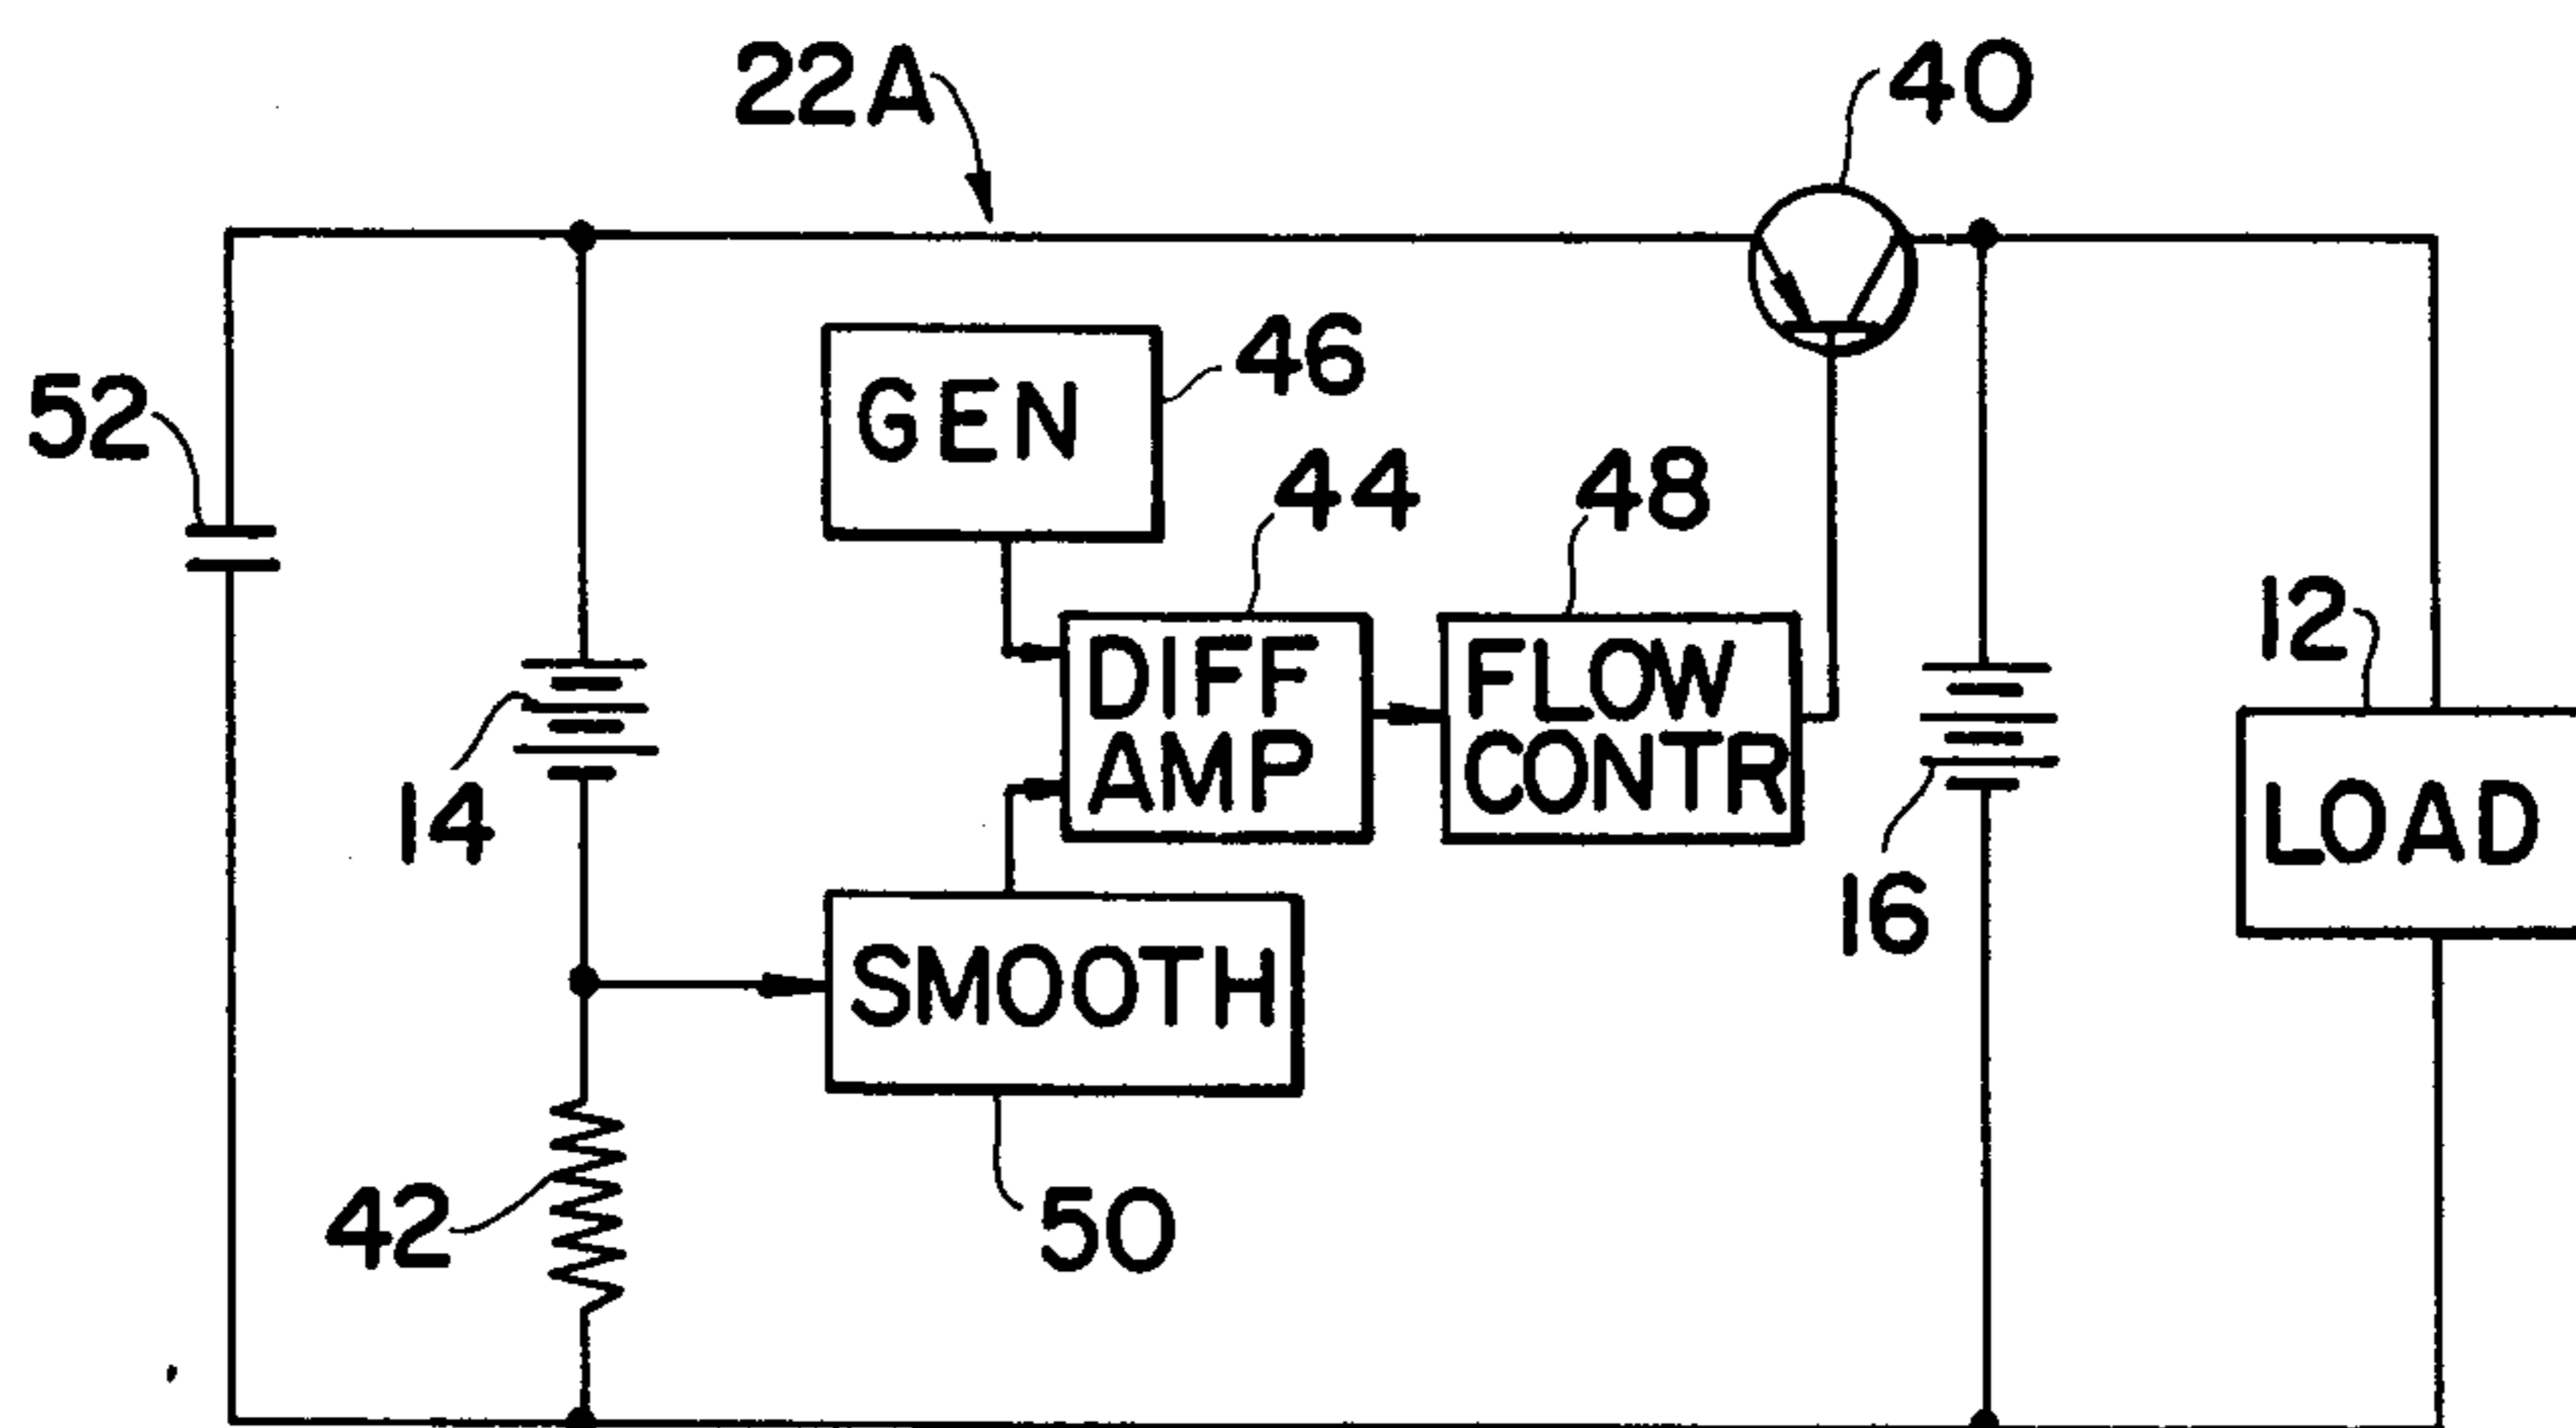 22A
40
GEN
46
52
44
48
12
DIFF
AMP
FLOW
CONTR
14
LOAD
16
SMOOTH
42
50